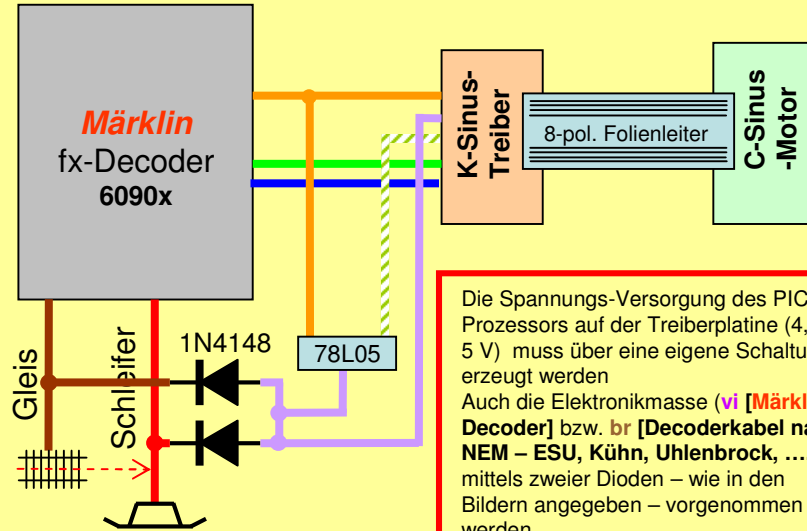 Märklin
fx-Decoder
6090x
K-Sinus-
Treiber
8-pol. Folienleiter
C-Sinus
-Motor
Gleis
Schleifer
1N4148
78L05
Die Spannungs-Versorgung des PIC
Prozessors auf der Treiberplatine (4,
5 V) muss über eine eigene Schaltu
erzeugt werden
Auch die Elektronikmasse (vi [Märkl
Decoder] bzw. br [Decoderkabel na
NEM – ESU, Kühn, Uhlenbrock, ….
mittels zweier Dioden – wie in den
Bildern angegeben – vorgenommen
werden